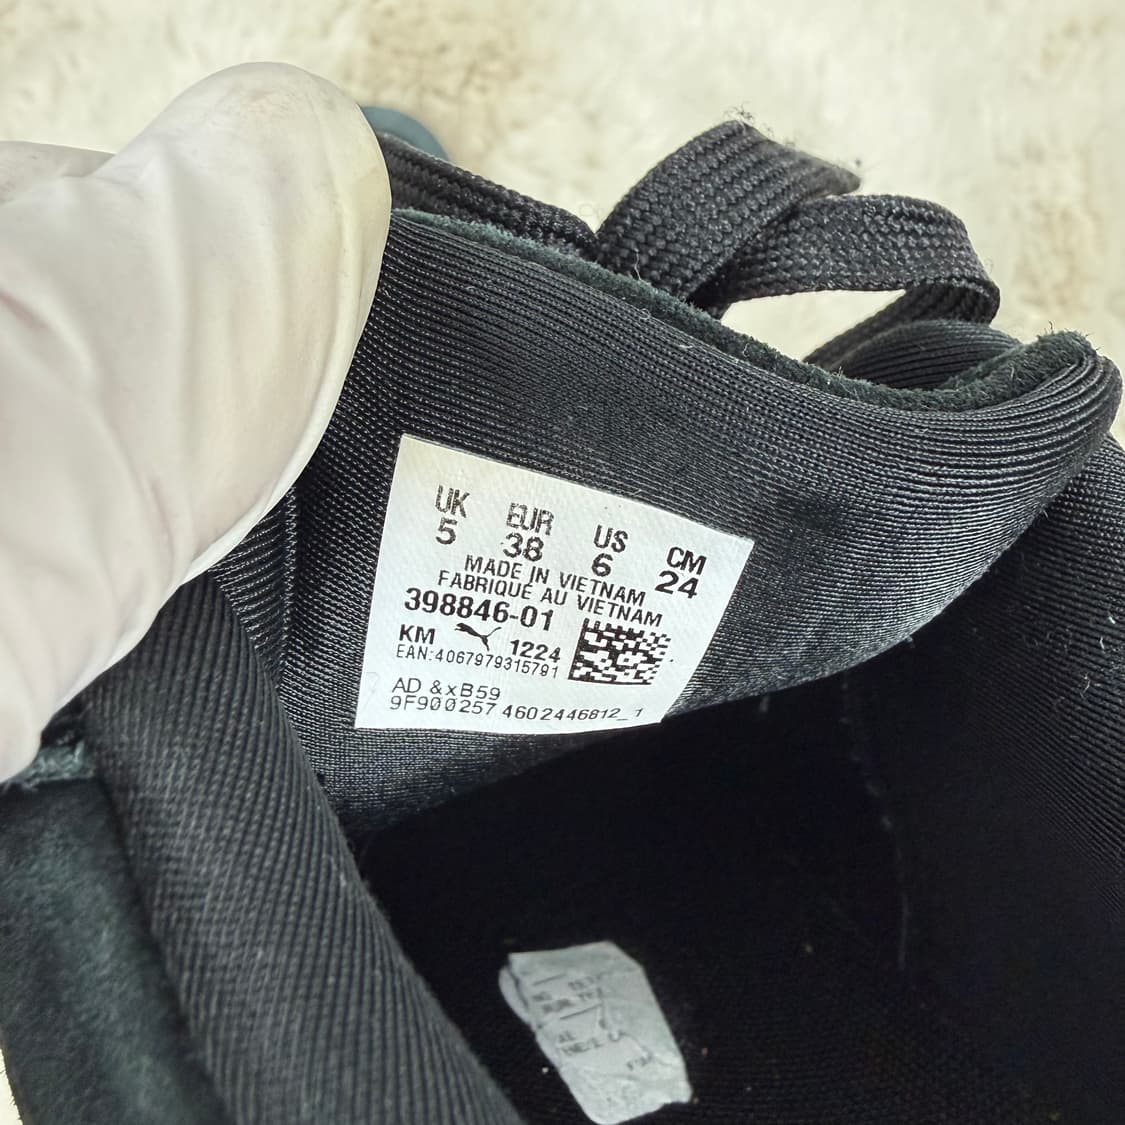 UK EUR US CM
5 38 6 24
MADE IN VIETNAM
FABRIQUE AU VIETNAM
398846-01
KM 1224
EAN:4067979315791
AD &xB59
9F900257 4602446812_1